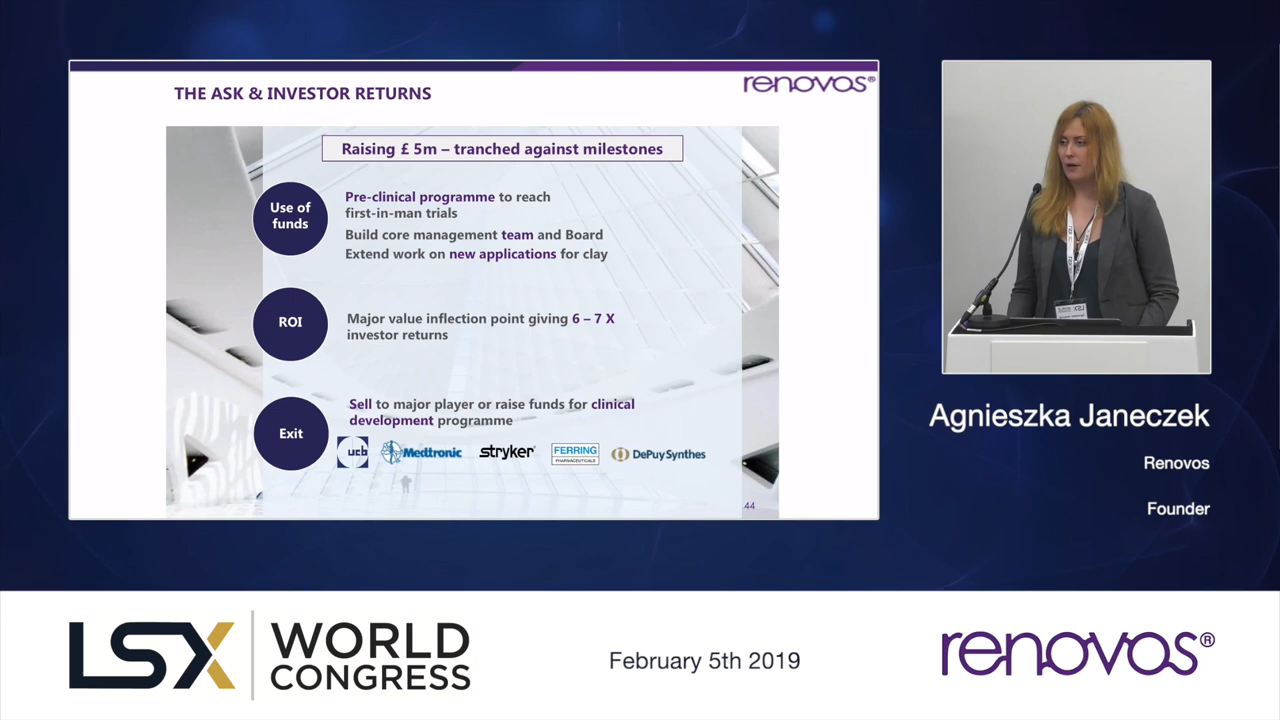 THE ASK & INVESTOR RETURNS
renovos®
Raising £ 5m – tranched against milestones
Use of
funds
Pre-clinical programme to reach
first-in-man trials
Build core management team and Board
Extend work on new applications for clay
ROI
Major value inflection point giving 6 – 7 X
investor returns
Exit
Sell to major player or raise funds for clinical
development programme
ucb
Medtronic
stryker®
FERRING
PHARMACEUTICALS
DePuySynthes
44
LSX
Agnieszka Janeczek
Renovos
Founder
LSX
WORLD
CONGRESS
February 5th 2019
renovos®